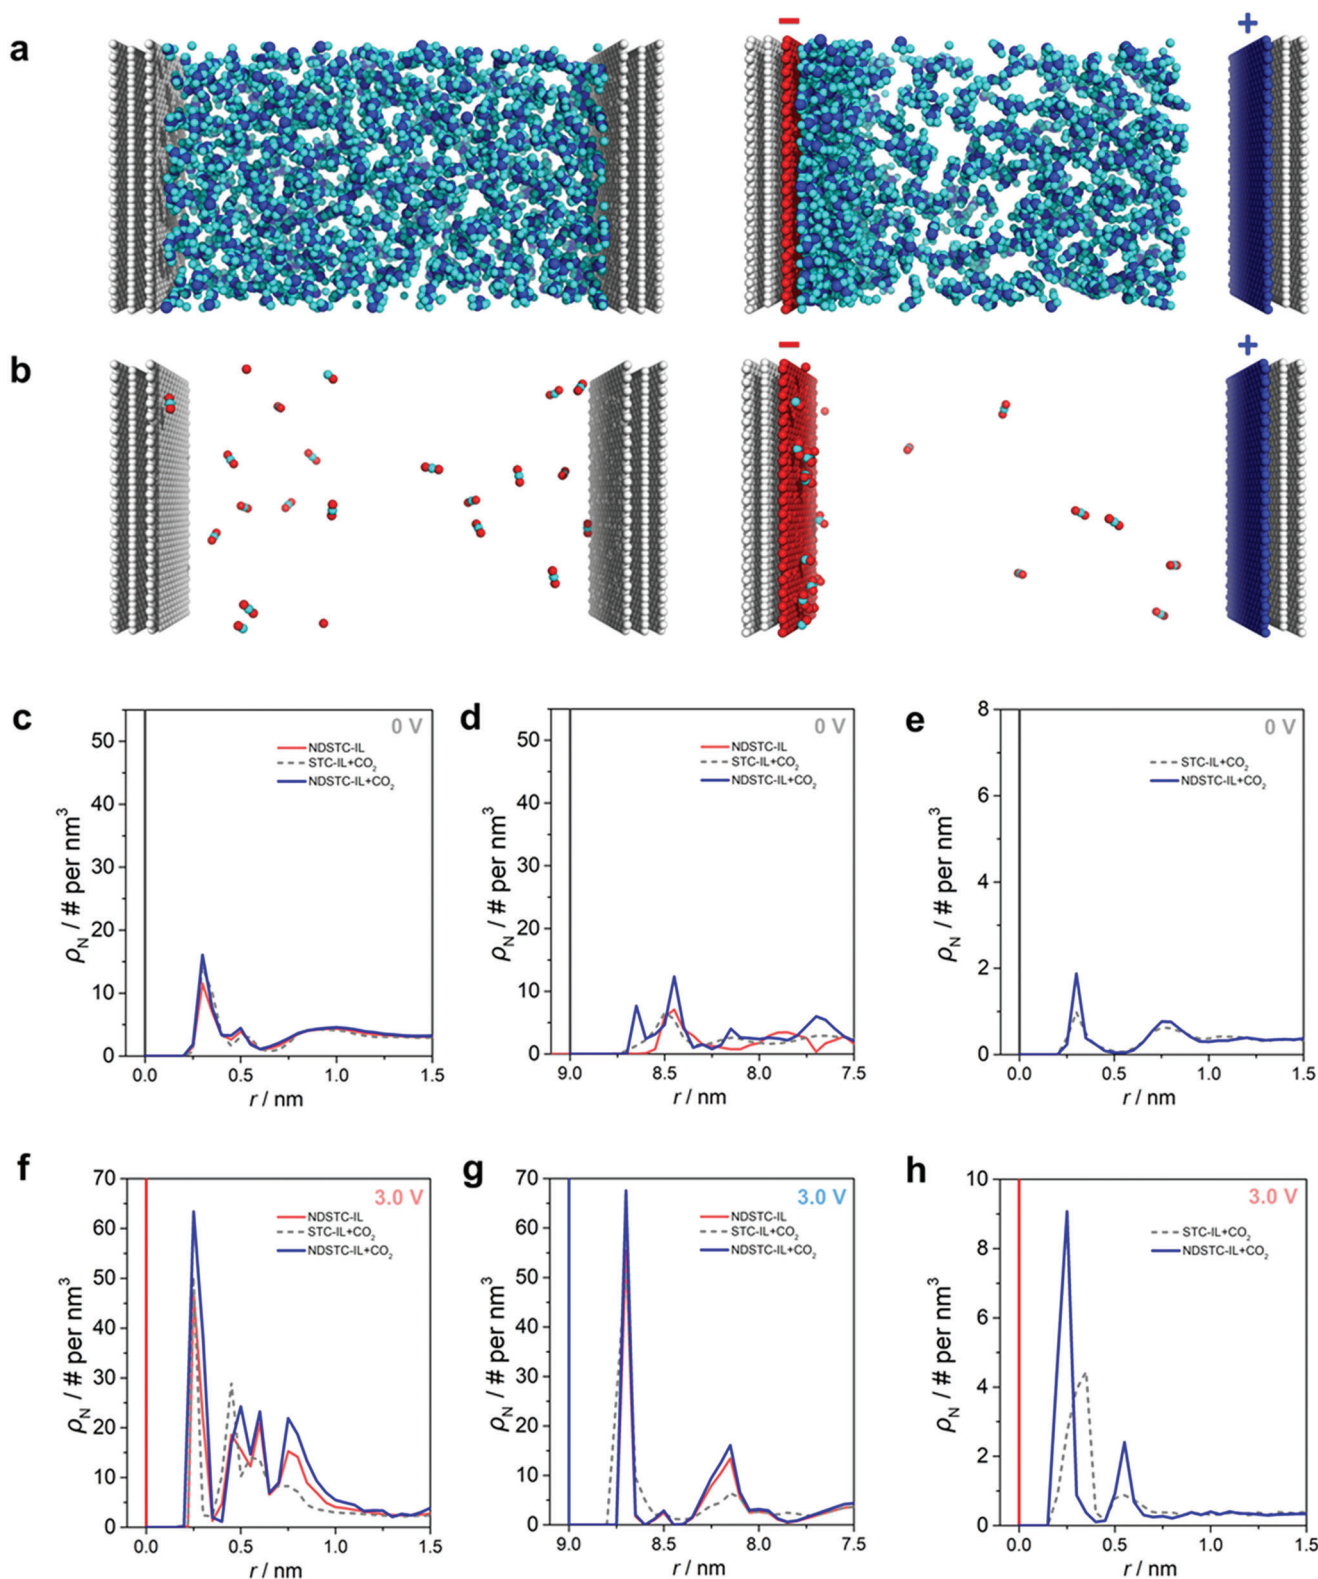 a
− +
b
− +
c
0 V
NDSTC-IL
STC-IL+CO₂
NDSTC-IL+CO₂
50
40
30
20
10
0
ρN / # per nm³
0.0 0.5 1.0 1.5
r / nm
d
0 V
NDSTC-IL
STC-IL+CO₂
NDSTC-IL+CO₂
50
40
30
20
10
0
ρN / # per nm³
9.0 8.5 8.0 7.5
r / nm
e
0 V
STC-IL+CO₂
NDSTC-IL+CO₂
8
6
4
2
0
ρN / # per nm³
0.0 0.5 1.0 1.5
r / nm
f
3.0 V
NDSTC-IL
STC-IL+CO₂
NDSTC-IL+CO₂
70
60
50
40
30
20
10
0
ρN / # per nm³
0.0 0.5 1.0 1.5
r / nm
g
3.0 V
NDSTC-IL
STC-IL+CO₂
NDSTC-IL+CO₂
70
60
50
40
30
20
10
0
ρN / # per nm³
9.0 8.5 8.0 7.5
r / nm
h
3.0 V
STC-IL+CO₂
NDSTC-IL+CO₂
10
8
6
4
2
0
ρN / # per nm³
0.0 0.5 1.0 1.5
r / nm